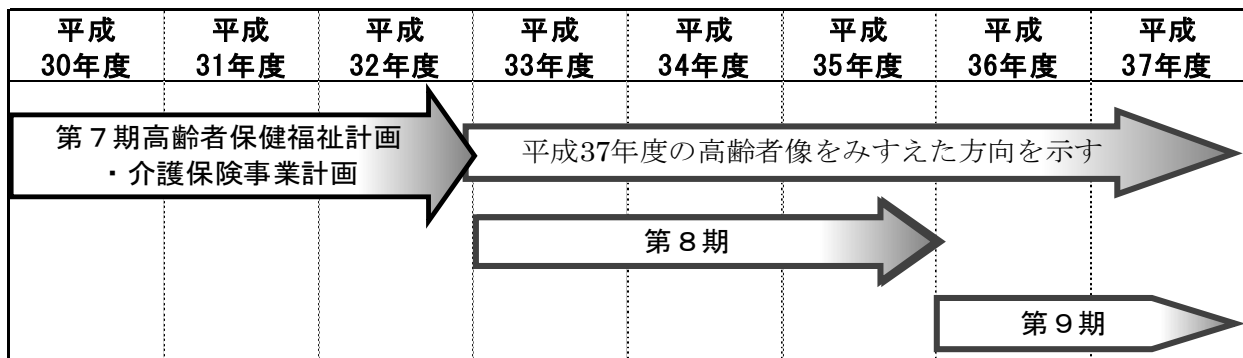 平成 平成 平成 平成 平成 平成 平成 平成
30年度 31年度 32年度 33年度 34年度 35年度 36年度 37年度
第７期高齢者保健福祉計画
・介護保険事業計画
平成37年度の高齢者像をみすえた方向を示す
第８期
第９期